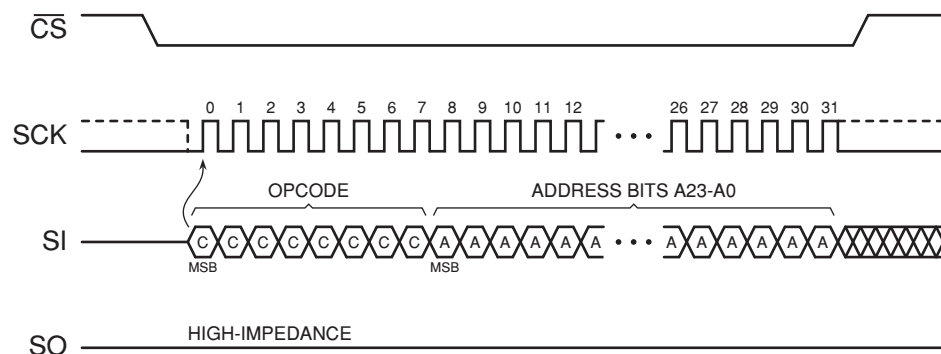 CS
0 1 2 3 4 5 6 7 8 9 10 11 12 26 27 28 29 30 31
SCK • • •
OPCODE ADDRESS BITS A23-A0
SI C C C C C C C C A A A A A A • • • A A A A A A
MSB MSB
HIGH-IMPEDANCE
SO